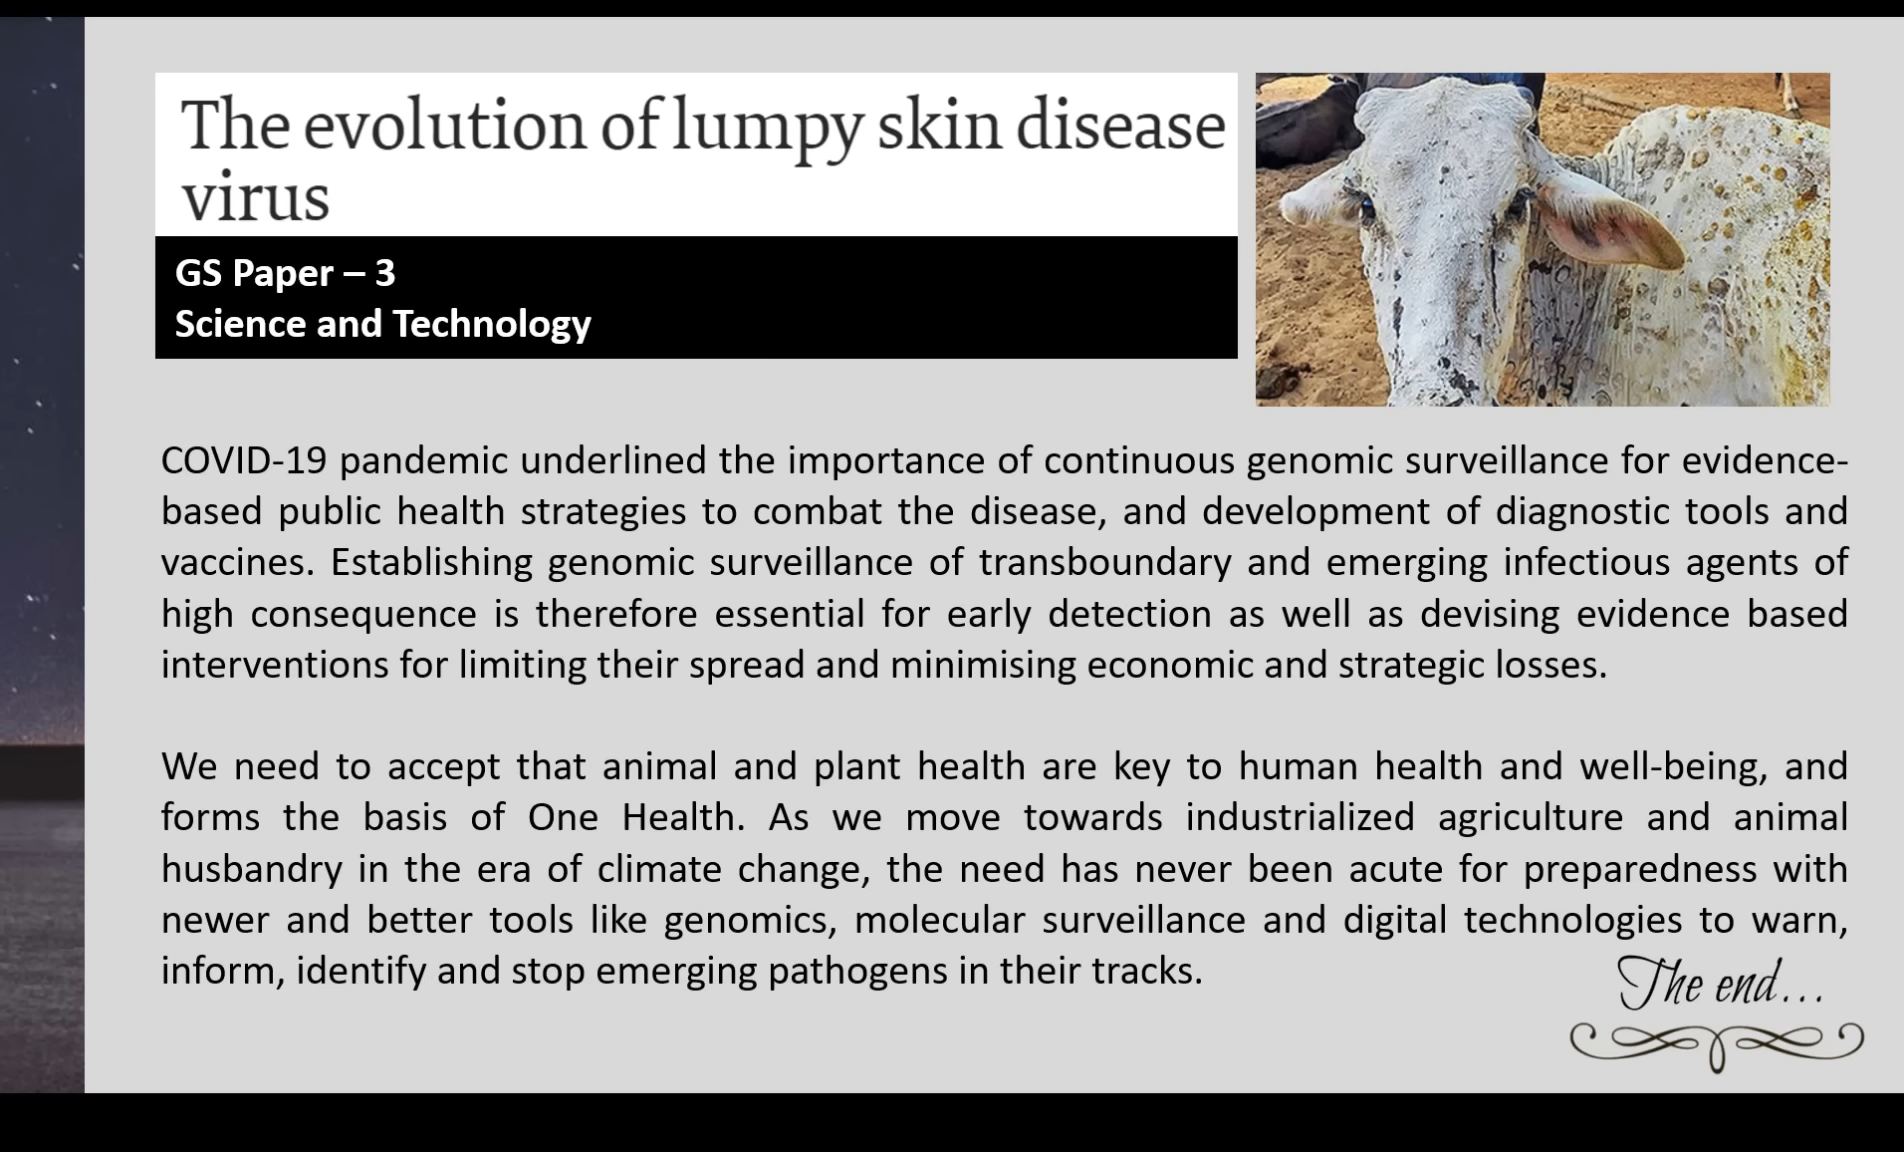 The evolution of lumpy skin disease
virus
GS Paper – 3
Science and Technology
COVID-19 pandemic underlined the importance of continuous genomic surveillance for evidence-
based public health strategies to combat the disease, and development of diagnostic tools and
vaccines. Establishing genomic surveillance of transboundary and emerging infectious agents of
high consequence is therefore essential for early detection as well as devising evidence based
interventions for limiting their spread and minimising economic and strategic losses.
We need to accept that animal and plant health are key to human health and well-being, and
forms the basis of One Health. As we move towards industrialized agriculture and animal
husbandry in the era of climate change, the need has never been acute for preparedness with
newer and better tools like genomics, molecular surveillance and digital technologies to warn,
inform, identify and stop emerging pathogens in their tracks.
The end...